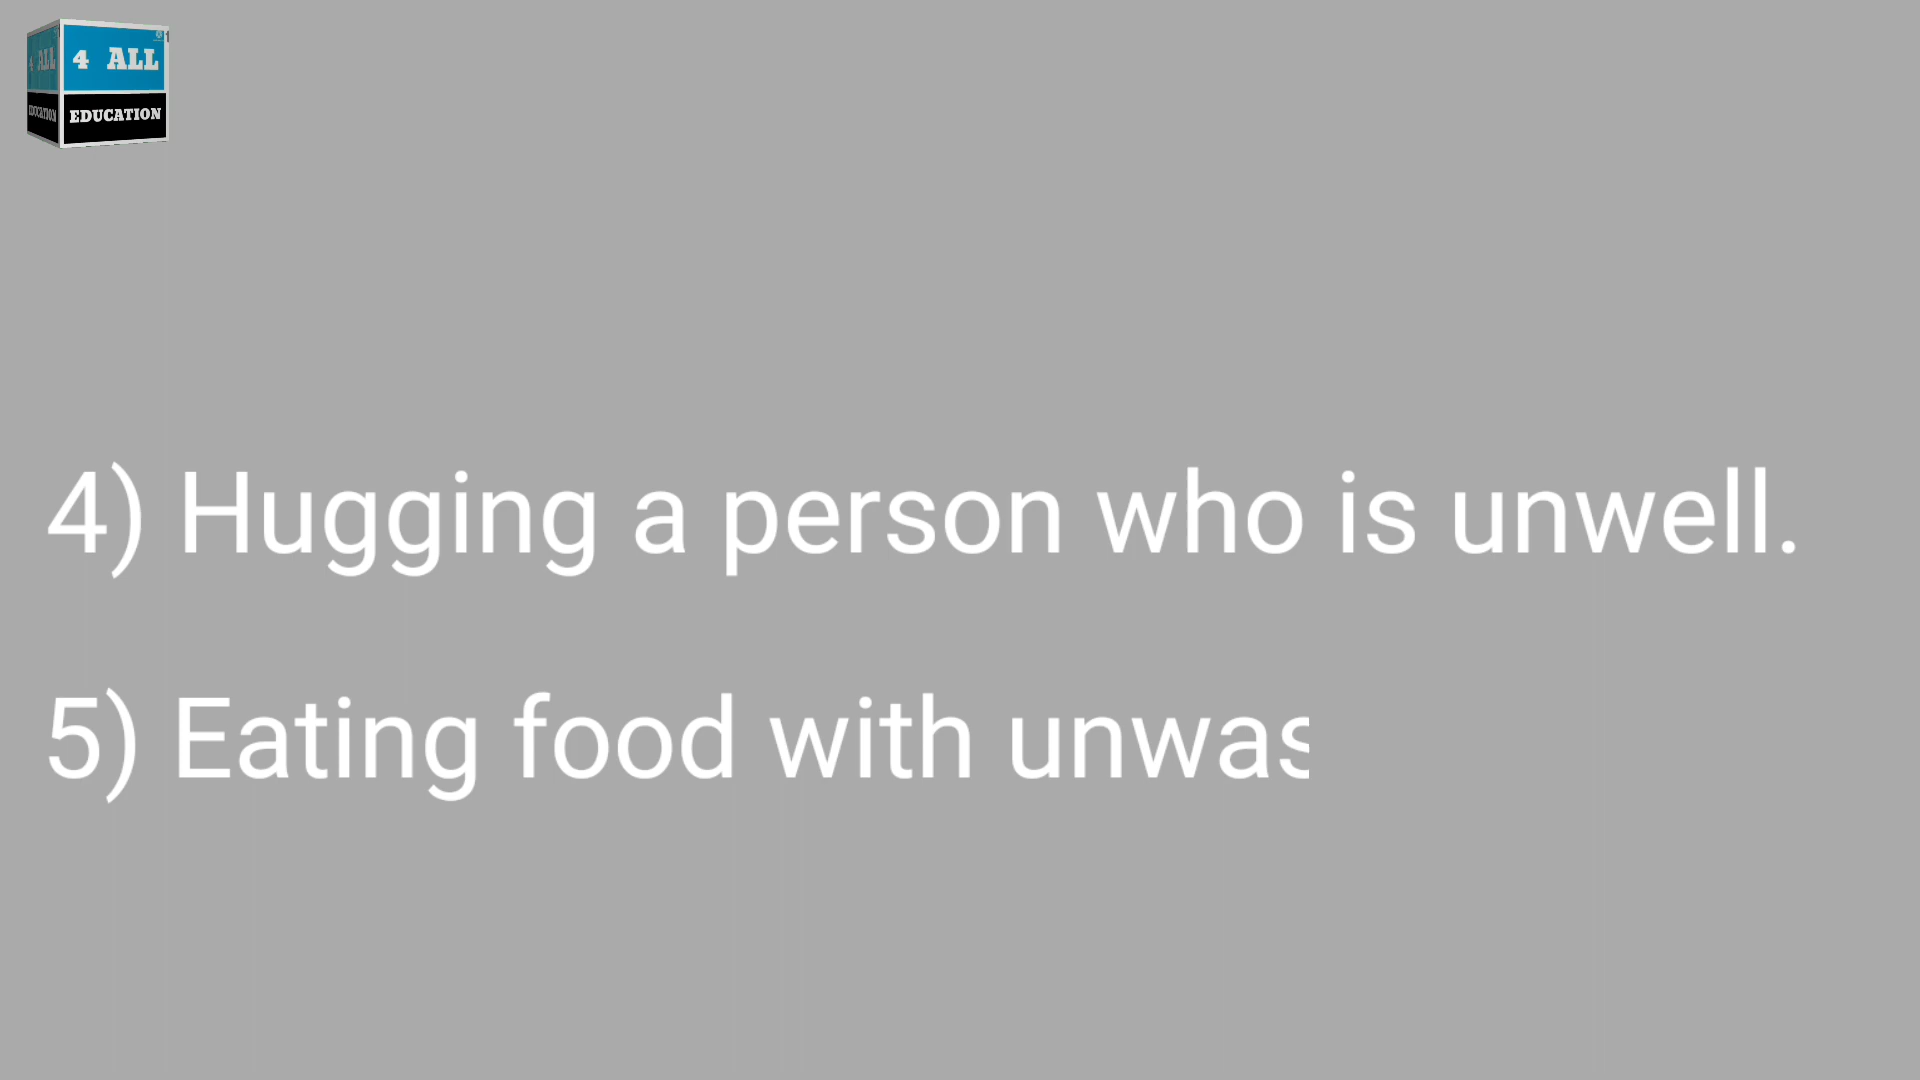 4 ALL
EDUCATION
4) Hugging a person who is unwell.
5) Eating food with unwas